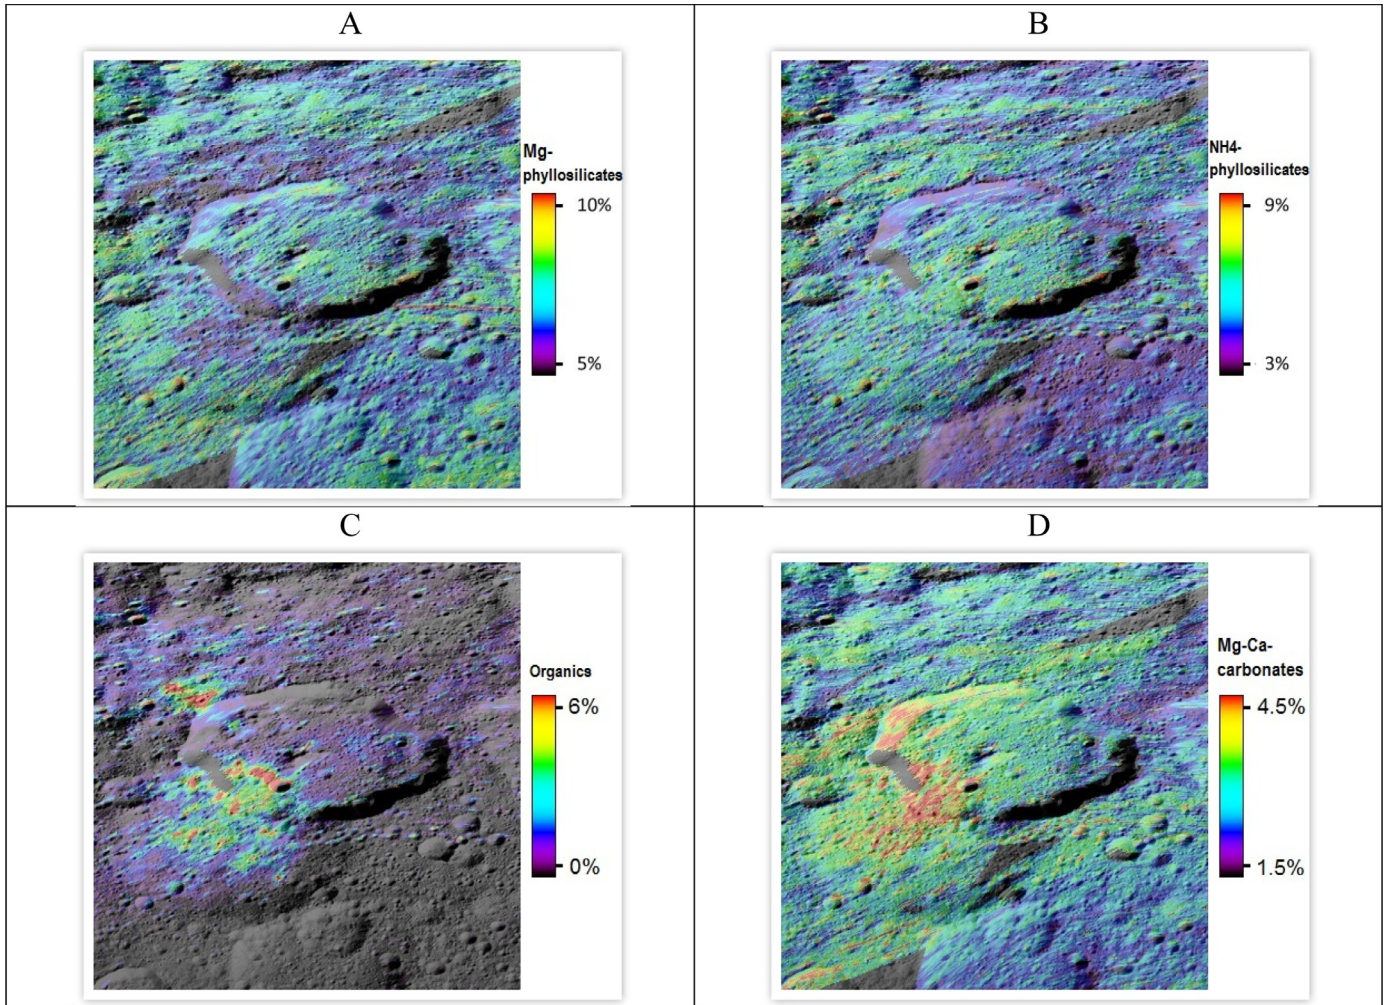 A
Mg-
phyllosilicates
10%
5%
B
NH4-
phyllosilicates
9%
3%
C
Organics
6%
0%
D
Mg-Ca-
carbonates
4.5%
1.5%